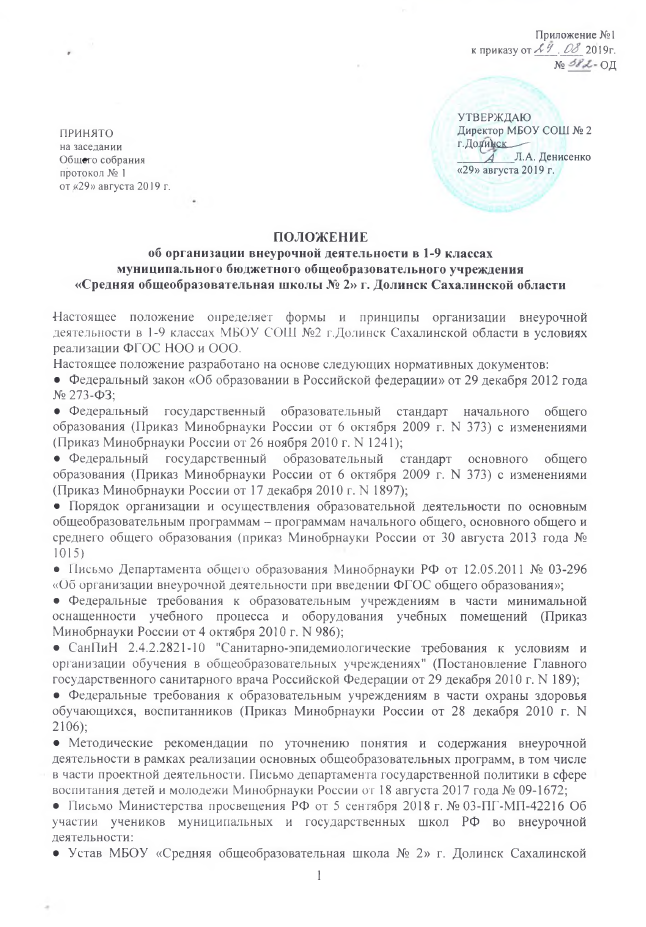 Приложение №1
к приказу от 29 . 08 2019г.
№ 582- ОД
УТВЕРЖДАЮ
Директор МБОУ СОШ № 2
г.Долинск
Л.А. Денисенко
«29» августа 2019 г.
ПРИНЯТО
на заседании
Общего собрания
протокол № 1
от «29» августа 2019 г.
ПОЛОЖЕНИЕ
об организации внеурочной деятельности в 1-9 классах
муниципального бюджетного общеобразовательного учреждения
«Средняя общеобразовательная школы № 2» г. Долинск Сахалинской области
Настоящее положение определяет формы и принципы организации внеурочной
деятельности в 1-9 классах МБОУ СОШ №2 г.Долинск Сахалинской области в условиях
реализации ФГОС НОО и ООО.
Настоящее положение разработано на основе следующих нормативных документов:
● Федеральный закон «Об образовании в Российской федерации» от 29 декабря 2012 года
№ 273-ФЗ;
● Федеральный государственный образовательный стандарт начального общего
образования (Приказ Минобрнауки России от 6 октября 2009 г. N 373) с изменениями
(Приказ Минобрнауки России от 26 ноября 2010 г. N 1241);
● Федеральный государственный образовательный стандарт основного общего
образования (Приказ Минобрнауки России от 6 октября 2009 г. N 373) с изменениями
(Приказ Минобрнауки России от 17 декабря 2010 г. N 1897);
● Порядок организации и осуществления образовательной деятельности по основным
общеобразовательным программам – программам начального общего, основного общего и
среднего общего образования (приказ Минобрнауки России от 30 августа 2013 года №
1015)
● Письмо Департамента общего образования Минобрнауки РФ от 12.05.2011 № 03-296
«Об организации внеурочной деятельности при введении ФГОС общего образования»;
● Федеральные требования к образовательным учреждениям в части минимальной
оснащенности учебного процесса и оборудования учебных помещений (Приказ
Минобрнауки России от 4 октября 2010 г. N 986);
● СанПиН 2.4.2.2821-10 "Санитарно-эпидемиологические требования к условиям и
организации обучения в общеобразовательных учреждениях" (Постановление Главного
государственного санитарного врача Российской Федерации от 29 декабря 2010 г. N 189);
● Федеральные требования к образовательным учреждениям в части охраны здоровья
обучающихся, воспитанников (Приказ Минобрнауки России от 28 декабря 2010 г. N
2106);
● Методические рекомендации по уточнению понятия и содержания внеурочной
деятельности в рамках реализации основных общеобразовательных программ, в том числе
в части проектной деятельности. Письмо департамента государственной политики в сфере
воспитания детей и молодежи Минобрнауки России от 18 августа 2017 года № 09-1672;
● Письмо Министерства просвещения РФ от 5 сентября 2018 г. № 03-ПГ-МП-42216 Об
участии учеников муниципальных и государственных школ РФ во внеурочной
деятельности:
● Устав МБОУ «Средняя общеобразовательная школа № 2» г. Долинск Сахалинской
1